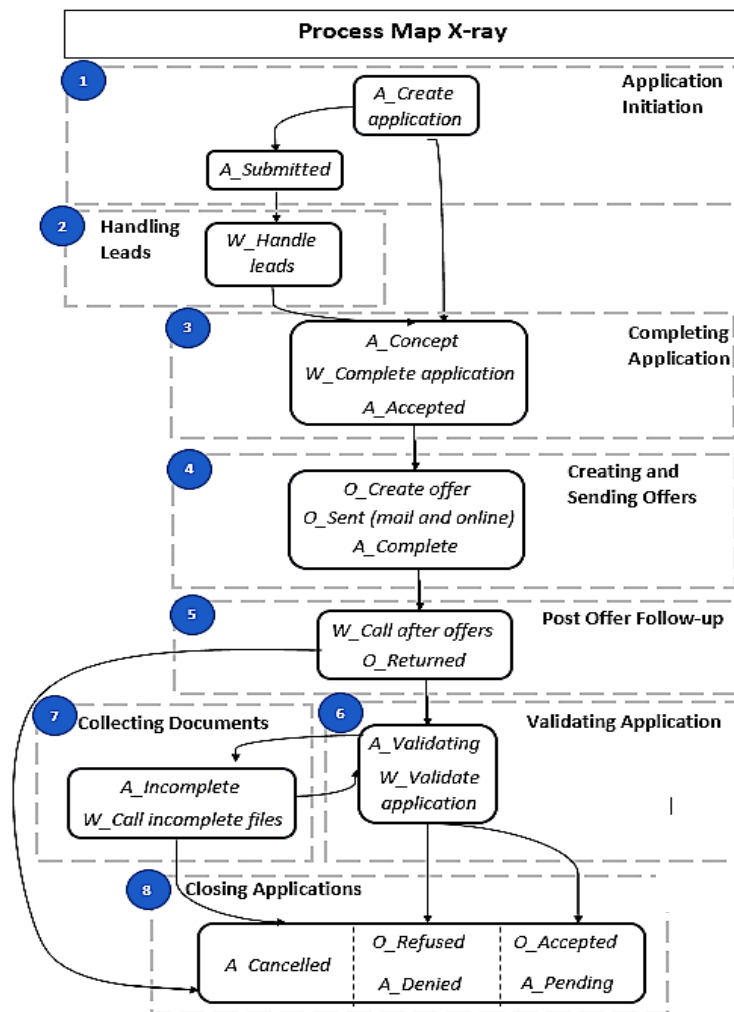 Process Map X-ray
1
Application
Initiation
A_Create
application
A_Submitted
2
Handling
Leads
W_Handle
leads
3
Completing
Application
A_Concept
W_Complete application
A_Accepted
4
Creating and
Sending Offers
O_Create offer
O_Sent (mail and online)
A_Complete
5
Post Offer Follow-up
W_Call after offers
O_Returned
7
Collecting Documents
6
Validating Application
A_Validating
W_Validate
application
A_Incomplete
W_Call incomplete files
8
Closing Applications
A Cancelled
O_Refused
A_Denied
O_Accepted
A_Pending